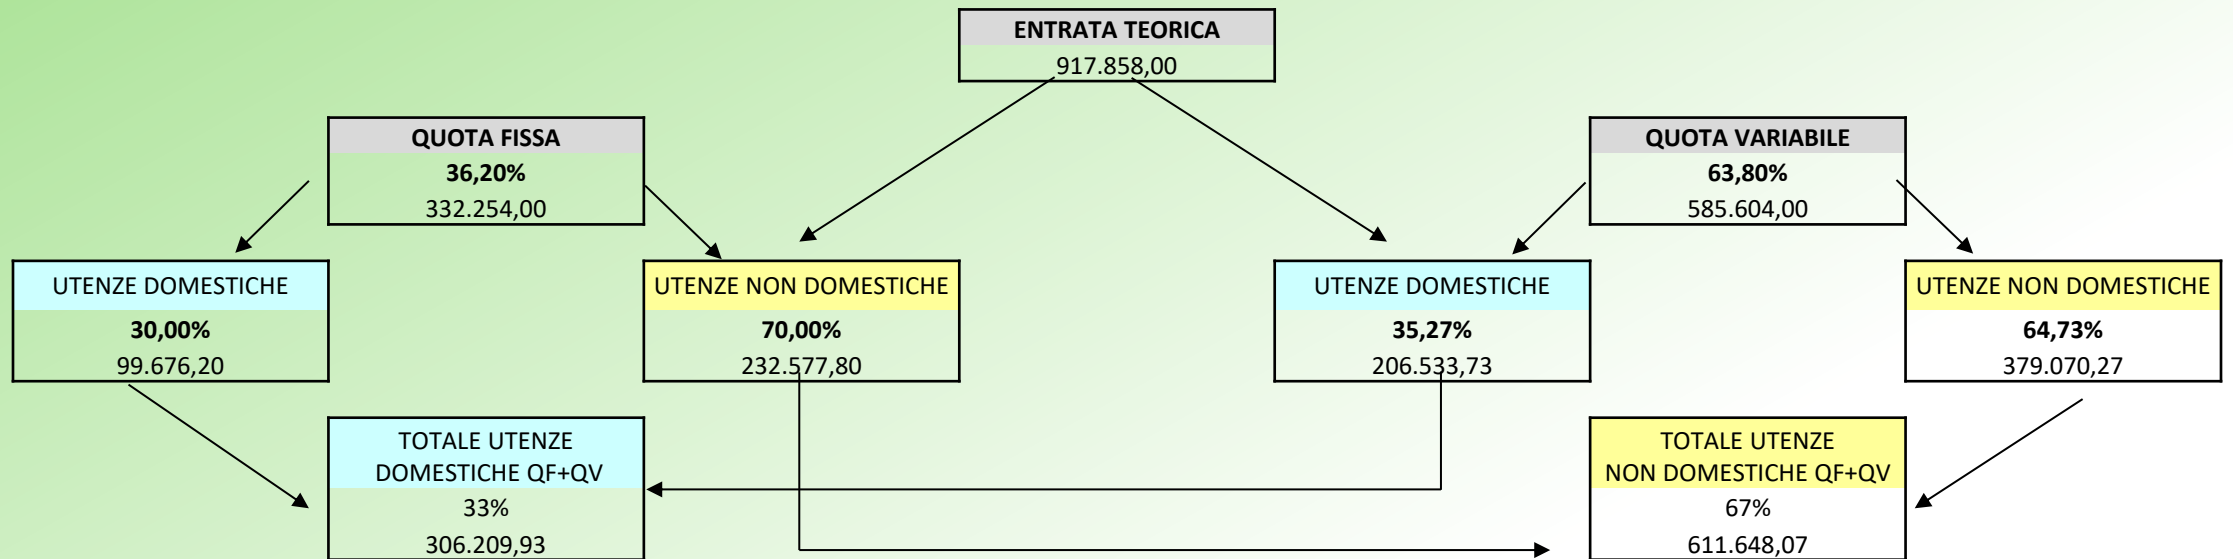 ENTRATA TEORICA
917.858,00
QUOTA FISSA
36,20%
332.254,00
QUOTA VARIABILE
63,80%
585.604,00
UTENZE DOMESTICHE
30,00%
99.676,20
UTENZE NON DOMESTICHE
70,00%
232.577,80
UTENZE DOMESTICHE
35,27%
206.533,73
UTENZE NON DOMESTICHE
64,73%
379.070,27
TOTALE UTENZE
DOMESTICHE QF+QV
33%
306.209,93
TOTALE UTENZE
NON DOMESTICHE QF+QV
67%
611.648,07